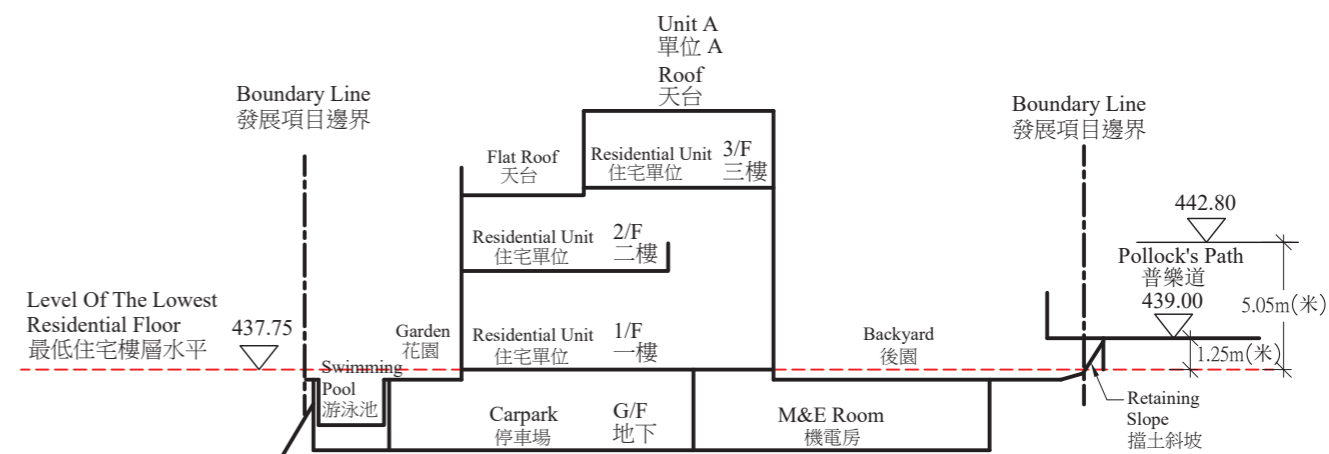 Unit A
單位 A
Roof
天台
Boundary Line
發展項目邊界
Boundary Line
發展項目邊界
Flat Roof
天台
Residential Unit 3/F
住宅單位 三樓
442.80
Residential Unit 2/F
住宅單位 二樓
Pollock's Path
普樂道
439.00
5.05m(米)
Level Of The Lowest
Residential Floor
最低住宅樓層水平
437.75
Garden
花園
Residential Unit 1/F
住宅單位 一樓
Backyard
後園
1.25m(米)
Swimming
Pool
游泳池
Carpark G/F
停車場 地下
M&E Room
機電房
Retaining
Slope
擋土斜坡